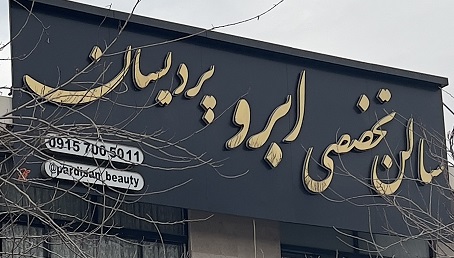 سالن تخصصی ابرو پردیسان
0915 700 5011
@pardisan_beauty